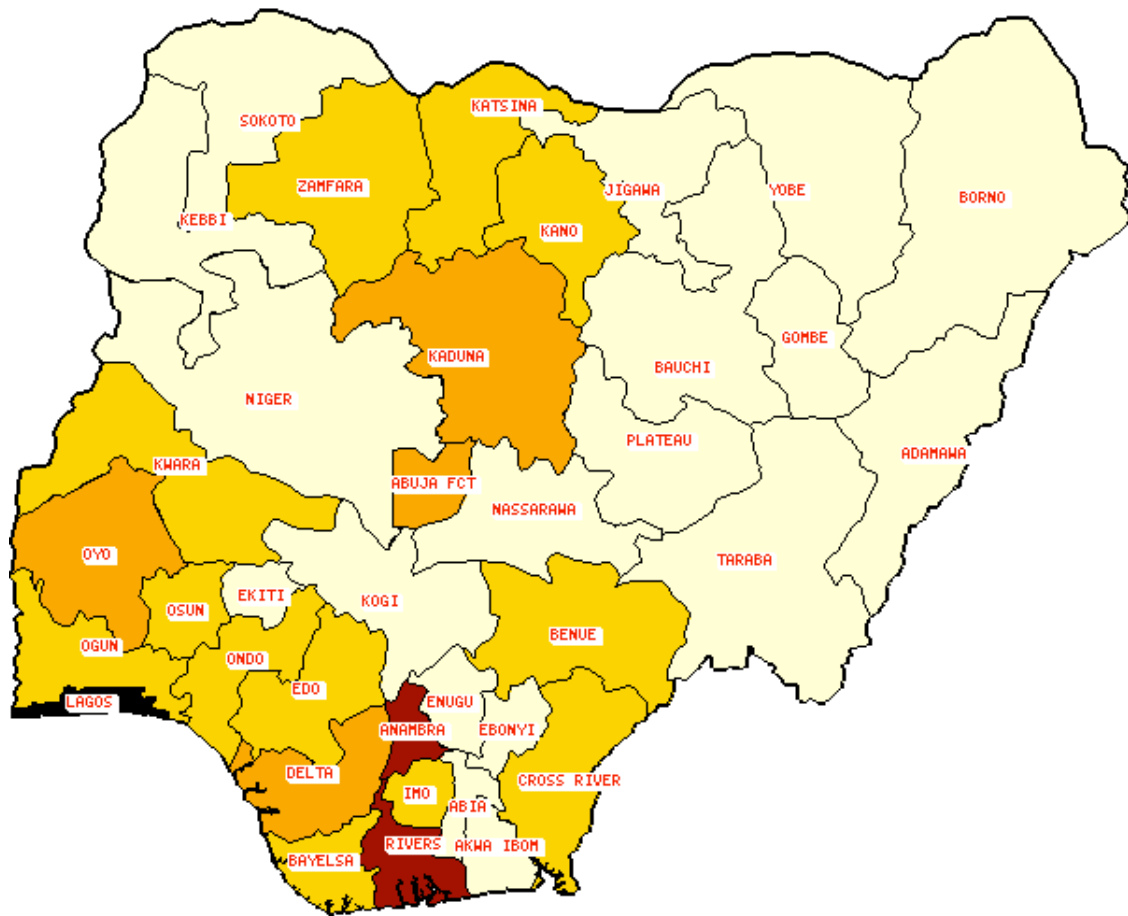 KATSINA
SOKOTO
ZAMFARA
JIGAWA
YOBE
BORNO
KEBBI
KANO
GOMBE
KADUNA
BAUCHI
NIGER
PLATEAU
ADAMAWA
KWARA
ABUJA FCT
NASSARAWA
OYO
TARABA
EKITI
KOGI
OSUN
BENUE
OGUN
ONDO
EDO
LAGOS
ENUGU
ANAMBRA
EBONYI
DELTA
CROSS RIVER
IMO
ABIA
RIVERS
AKWA IBOM
BAYELSA